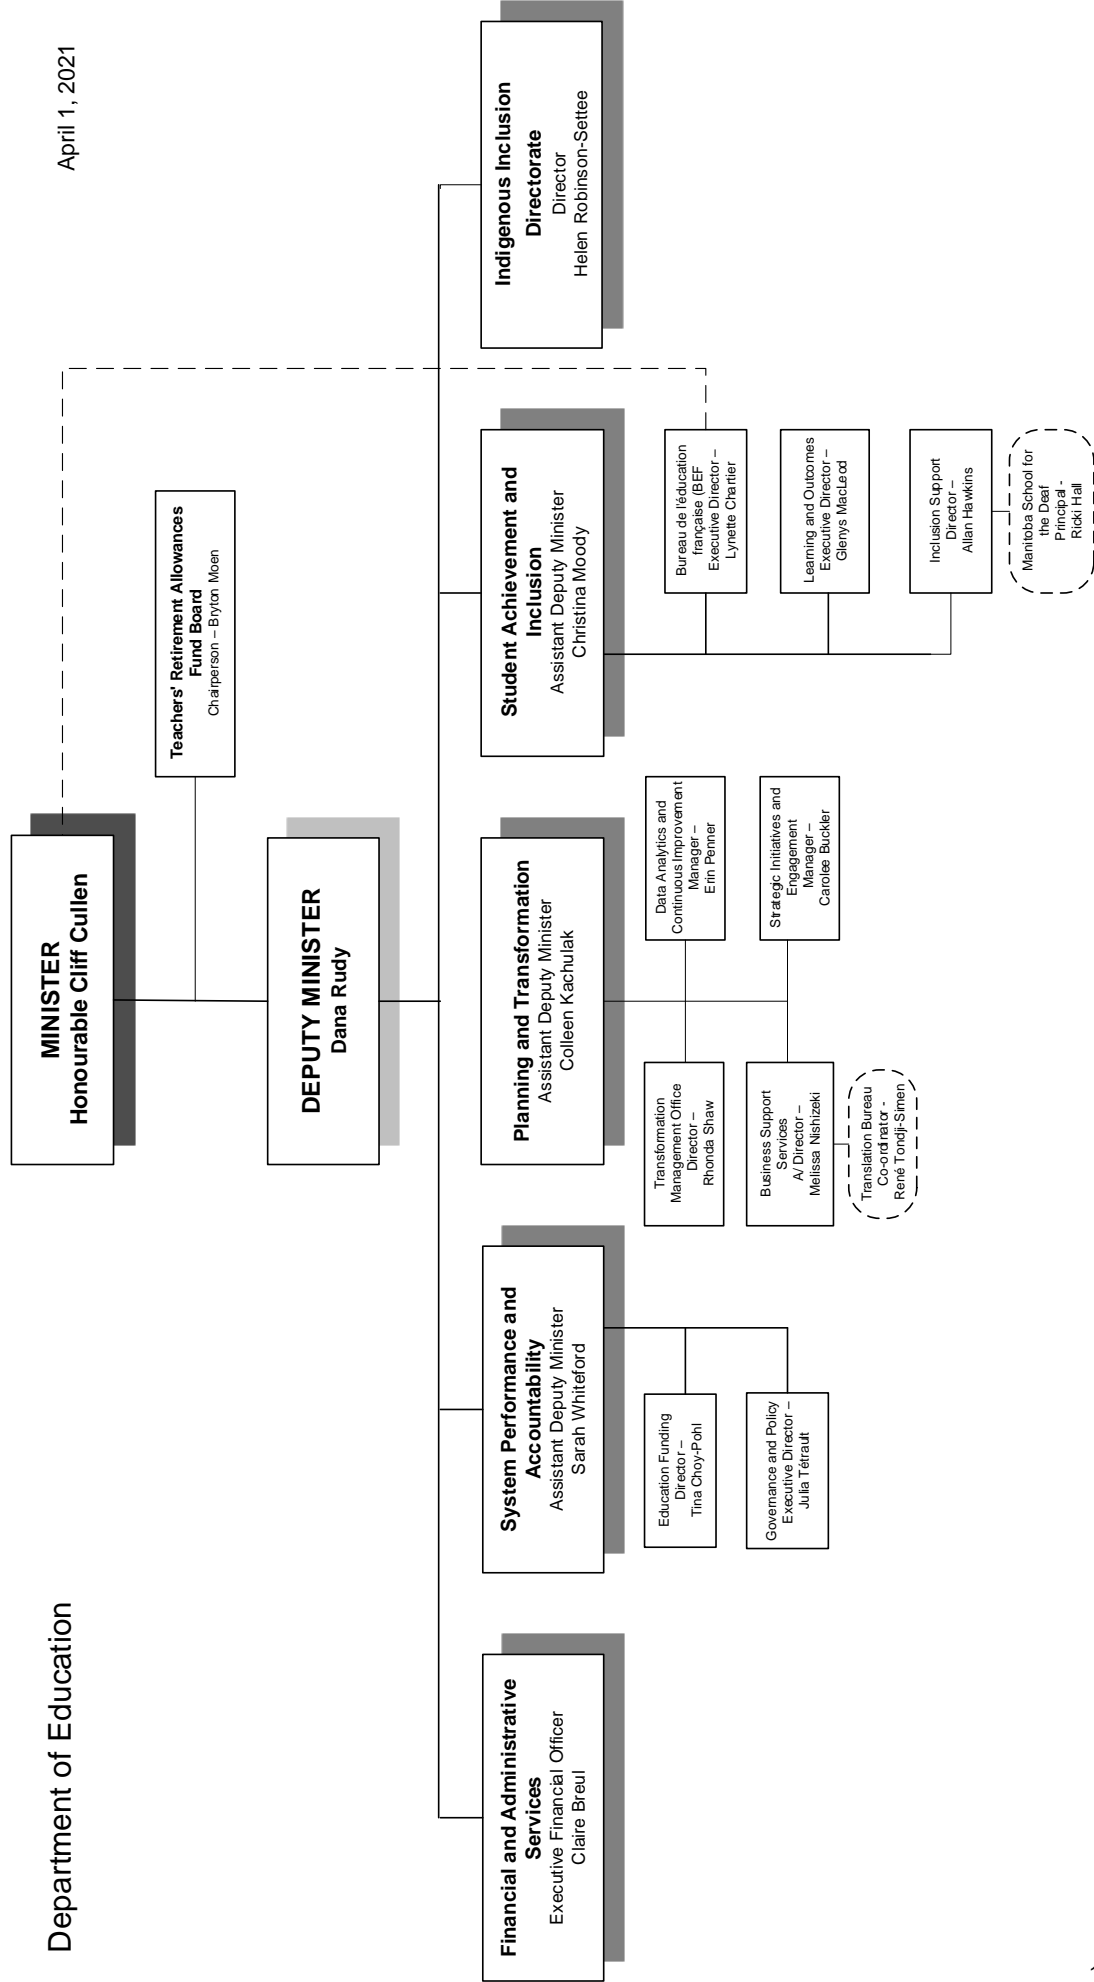 Department of Education
April 1, 2021
MINISTER
Honourable Cliff Cullen
Teachers' Retirement Allowances
Fund Board
Chairperson – Bryton Moen
DEPUTY MINISTER
Dana Rudy
Financial and Administrative
Services
Executive Financial Officer
Claire Breul
System Performance and
Accountability
Assistant Deputy Minister
Sarah Whiteford
Planning and Transformation
Assistant Deputy Minister
Colleen Kachulak
Student Achievement and
Inclusion
Assistant Deputy Minister
Christina Moody
Indigenous Inclusion
Directorate
Director
Helen Robinson-Settee
Education Funding
Director –
Tina Choy-Pohl
Governance and Policy
Executive Director –
Julia Tétrault
Transformation
Management Office
Director –
Rhonda Shaw
Business Support
Services
A/ Director –
Melissa Nishizeki
Translation Bureau
Co-ordinator -
René Tondji-Simen
Data Analytics and
Continuous Improvement
Manager –
Erin Penner
Strategic Initiatives and
Engagement
Manager –
Carolee Buckler
Bureau de l'éducation
française (BEF
Executive Director –
Lynette Chartier
Learning and Outcomes
Executive Director –
Glenys MacLeod
Inclusion Support
Director –
Allan Hawkins
Manitoba School for
the Deaf
Principal -
Ricki Hall